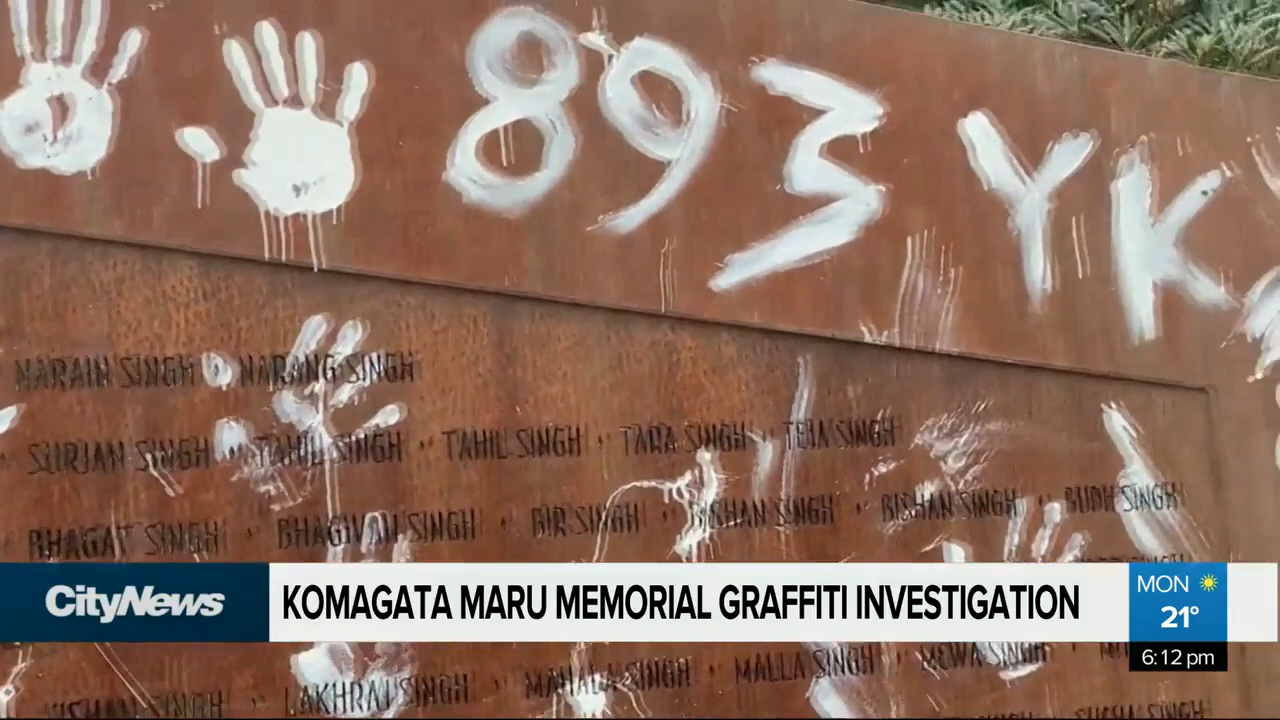 893 YK
NARAIN SINGH • NARANG SINGH
SURJAN SINGH • TAHIL SINGH • TAHIL SINGH • TARA SINGH • TEJA SINGH
BHAGAT SINGH • BHAGWAN SINGH • BIR SINGH • BISHAN SINGH • BISHAN SINGH • BUDH SINGH
CityNews
KOMAGATA MARU MEMORIAL GRAFFITI INVESTIGATION
MON
21°
6:12 pm
SINGH • LAKHRAJ SINGH • SINGH • MALLA SINGH • MEWA SINGH